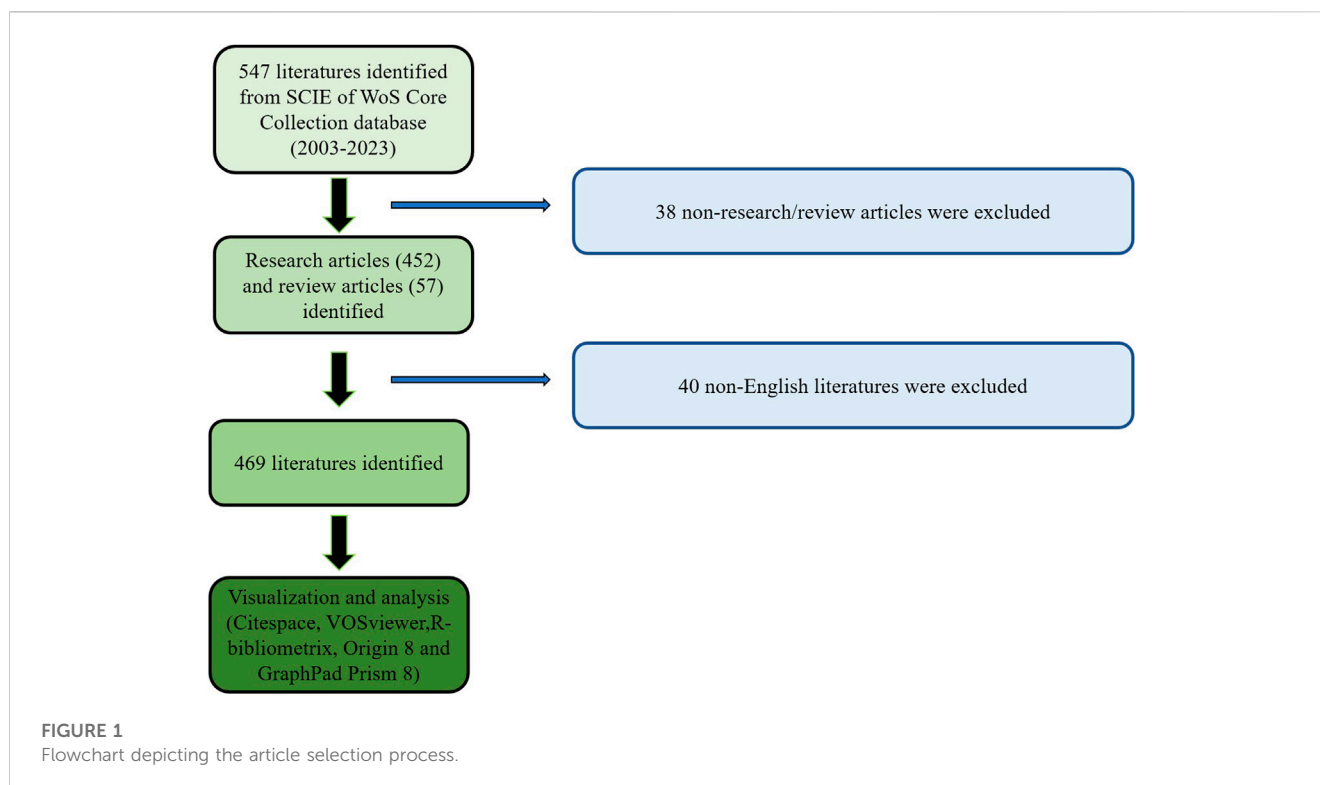 547 literatures identified
from SCIE of WoS Core
Collection database
(2003-2023)
38 non-research/review articles were excluded
Research articles (452)
and review articles (57)
identified
40 non-English literatures were excluded
469 literatures identified
Visualization and analysis
(Citespace, VOSviewer,R-
bibliometrix, Origin 8 and
GraphPad Prism 8)
FIGURE 1
Flowchart depicting the article selection process.